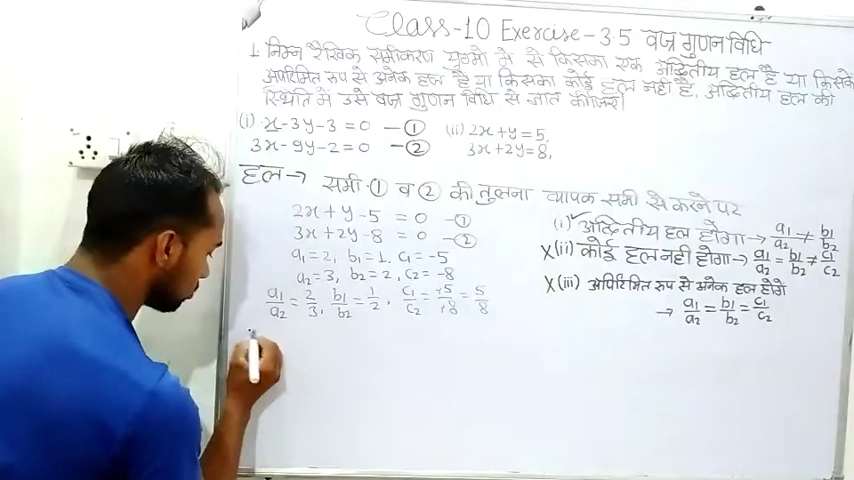 Class-10 Exercise-3.5 वज्र गुणन विधि
1. निम्न रैखिक समीकरण युग्मो मे से किसका एक अद्वितीय हल है या किसके
अपरिमित रुप से अनेक हल है या किसका कोई हल नही है, अद्वितीय हल की
स्थिति में उसे वज्र गुणन विधि से ज्ञात कीजिए।
(i) x-3y-3=0 —① (ii) 2x+y=5,
3x-9y-2=0 —② 3x+2y=8,
हल→ समी ① व ② की तुलना व्यापक समी से करने पर
2x+y-5=0 —①
3x+2y-8=0 —②
a₁=2, b₁=1, c₁=-5
a₂=3, b₂=2, c₂=-8
a₁/a₂=2/3, b₁/b₂=1/2, c₁/c₂=-5/-8=5/8
(i) ✓ अद्वितीय हल होगा → a₁/a₂≠b₁/b₂
X(ii) कोई हल नही होगा → a₁/a₂=b₁/b₂≠c₁/c₂
X(iii) अपरिमित रुप से अनेक हल होगे
→ a₁/a₂=b₁/b₂=c₁/c₂